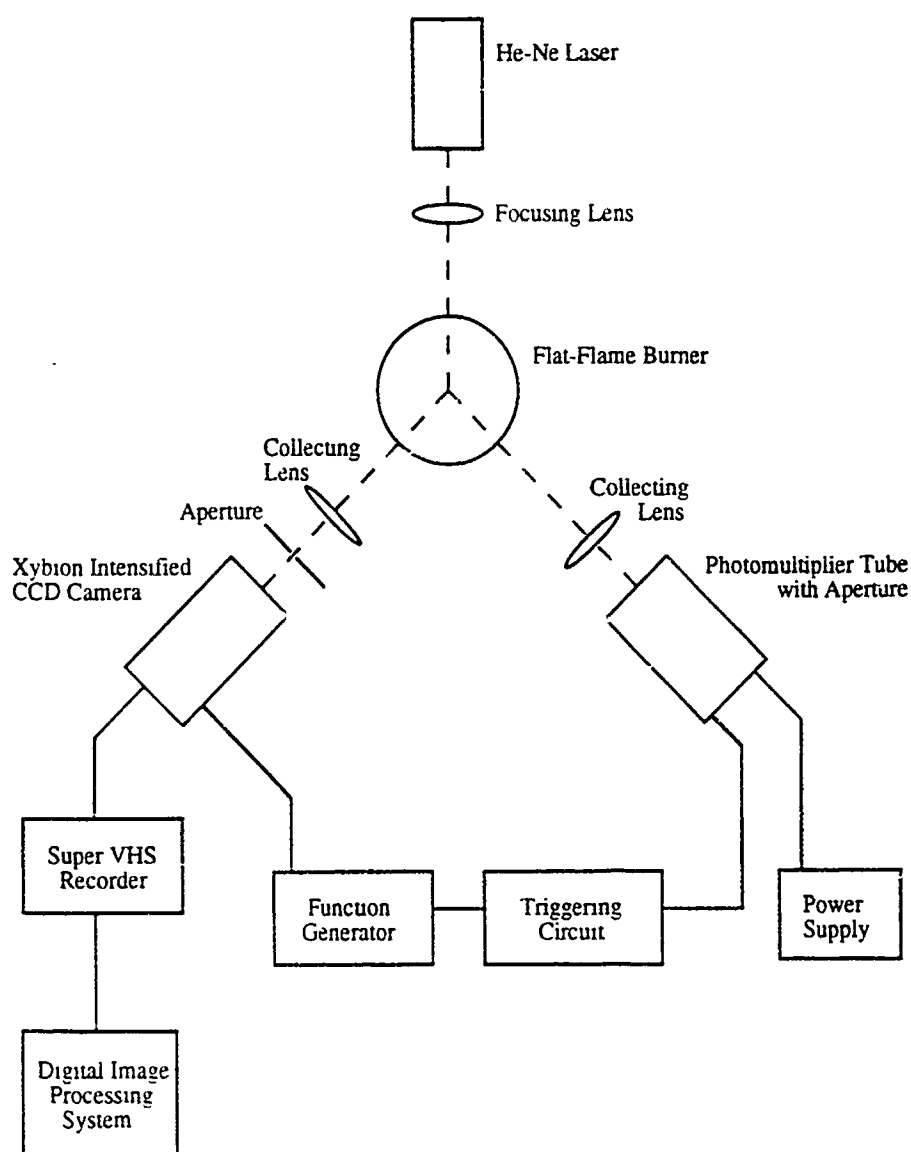 He-Ne Laser
Focusing Lens
Flat-Flame Burner
Collecting
Lens
Collecting
Lens
Aperture
Xybion Intensified
CCD Camera
Photomultiplier Tube
with Aperture
Super VHS
Recorder
Function
Generator
Triggering
Circuit
Power
Supply
Digital Image
Processing
System